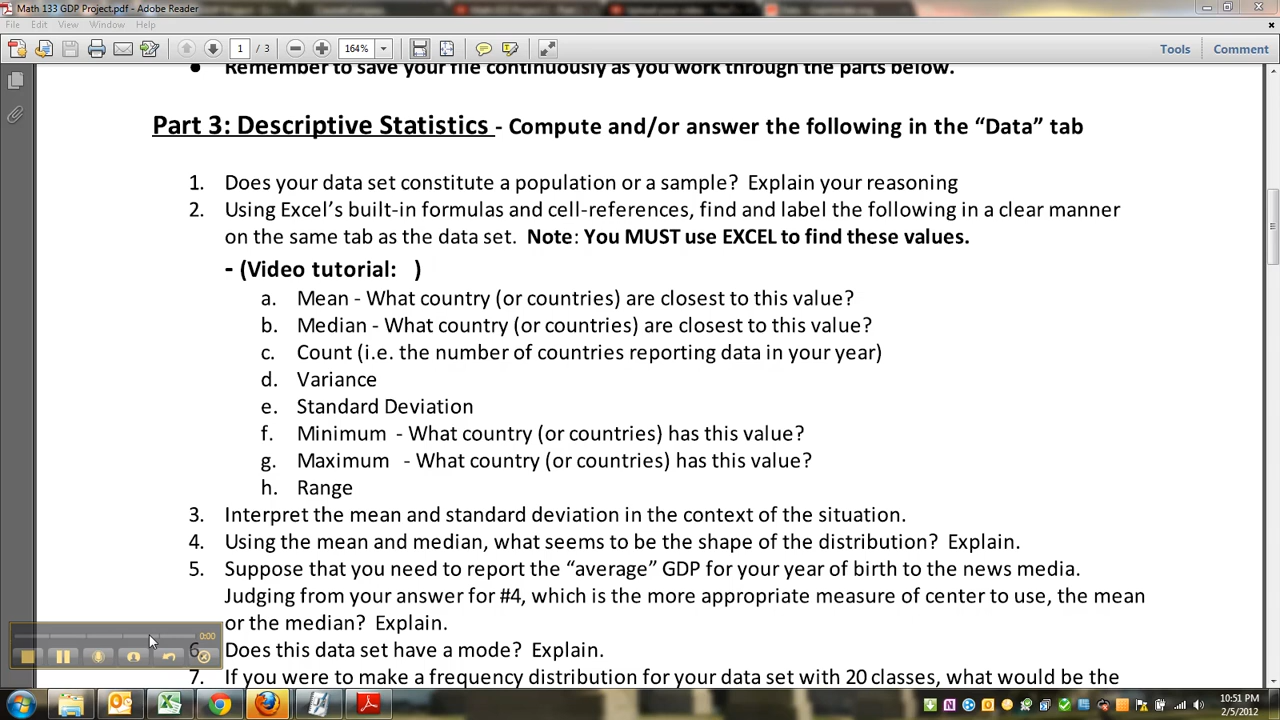 Math 133 GDP Project.pdf - Adobe Reader
File Edit View Window Help
1 / 3 164% Tools Comment
• Remember to save your file continuously as you work through the parts below.
Part 3: Descriptive Statistics - Compute and/or answer the following in the “Data” tab
1. Does your data set constitute a population or a sample? Explain your reasoning
2. Using Excel’s built-in formulas and cell-references, find and label the following in a clear manner
on the same tab as the data set. Note: You MUST use EXCEL to find these values.
- (Video tutorial: )
a. Mean - What country (or countries) are closest to this value?
b. Median - What country (or countries) are closest to this value?
c. Count (i.e. the number of countries reporting data in your year)
d. Variance
e. Standard Deviation
f. Minimum - What country (or countries) has this value?
g. Maximum - What country (or countries) has this value?
h. Range
3. Interpret the mean and standard deviation in the context of the situation.
4. Using the mean and median, what seems to be the shape of the distribution? Explain.
5. Suppose that you need to report the “average” GDP for your year of birth to the news media.
Judging from your answer for #4, which is the more appropriate measure of center to use, the mean
or the median? Explain.
0:00
6. Does this data set have a mode? Explain.
7. If you were to make a frequency distribution for your data set with 20 classes, what would be the
10:51 PM
2/5/2012